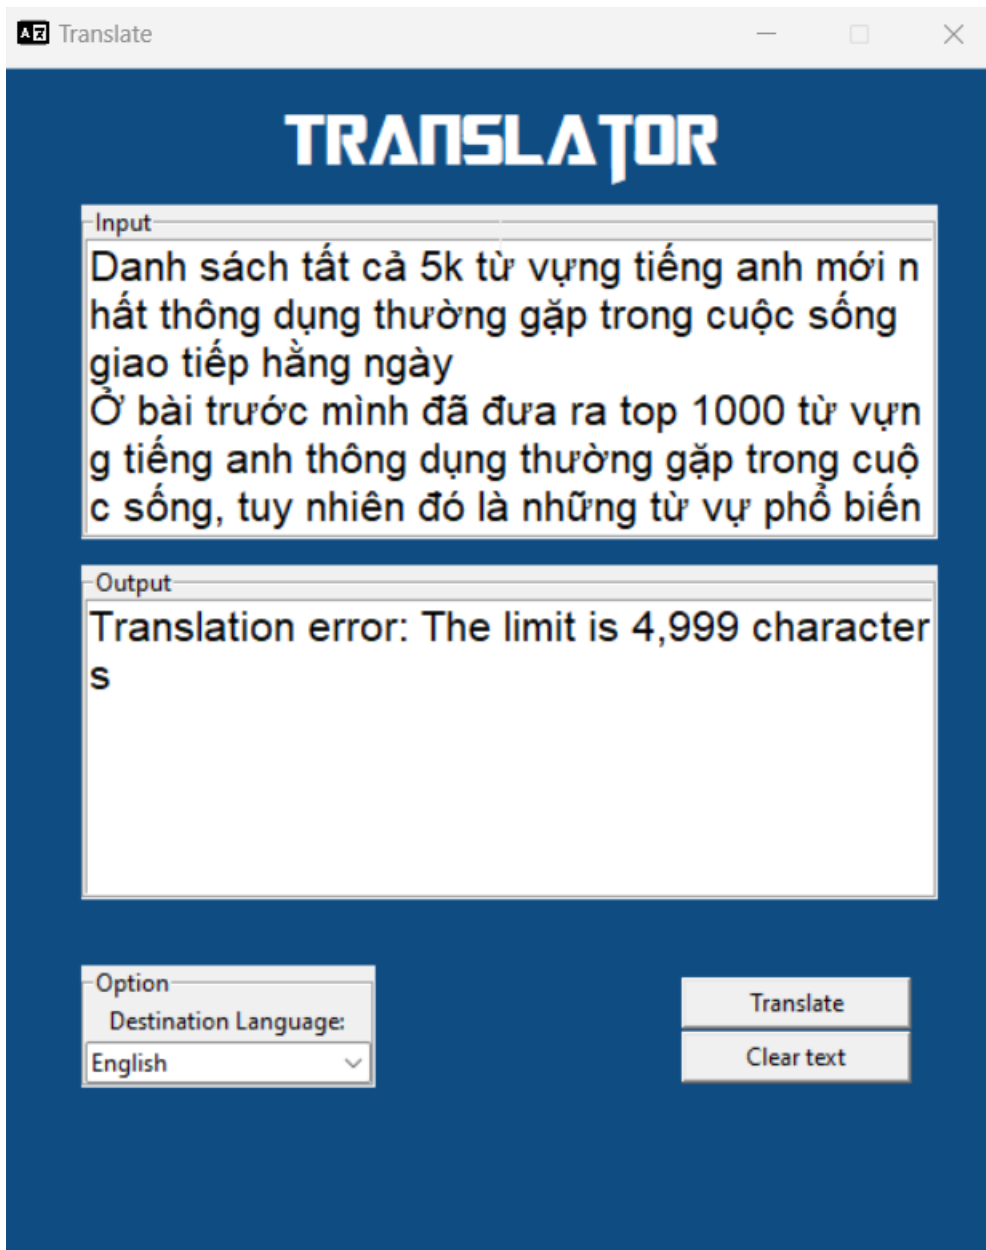 Translate
TRANSLATOR
Input
Danh sách tất cả 5k từ vựng tiếng anh mới n
hất thông dụng thường gặp trong cuộc sống
giao tiếp hằng ngày
Ở bài trước mình đã đưa ra top 1000 từ vựn
g tiếng anh thông dụng thường gặp trong cuộ
c sống, tuy nhiên đó là những từ vự phổ biến
Output
Translation error: The limit is 4,999 character
s
Option
Destination Language:
English
Translate
Clear text